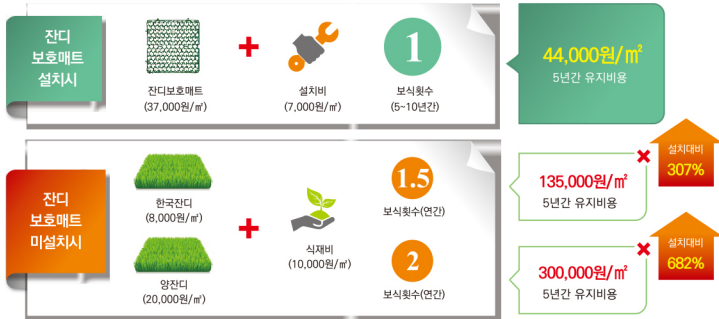 잔디
보호매트
설치시
잔디보호매트
(37,000원/㎡)
+
설치비
(7,000원/㎡)
1
보식횟수
(5~10년간)
44,000원/㎡
5년간 유지비용
잔디
보호매트
미설치시
한국잔디
(8,000원/㎡)
양잔디
(20,000원/㎡)
+
식재비
(10,000원/㎡)
1.5
보식횟수(연간)
2
보식횟수(연간)
135,000원/㎡
5년간 유지비용
설치대비
307%
300,000원/㎡
5년간 유지비용
설치대비
682%